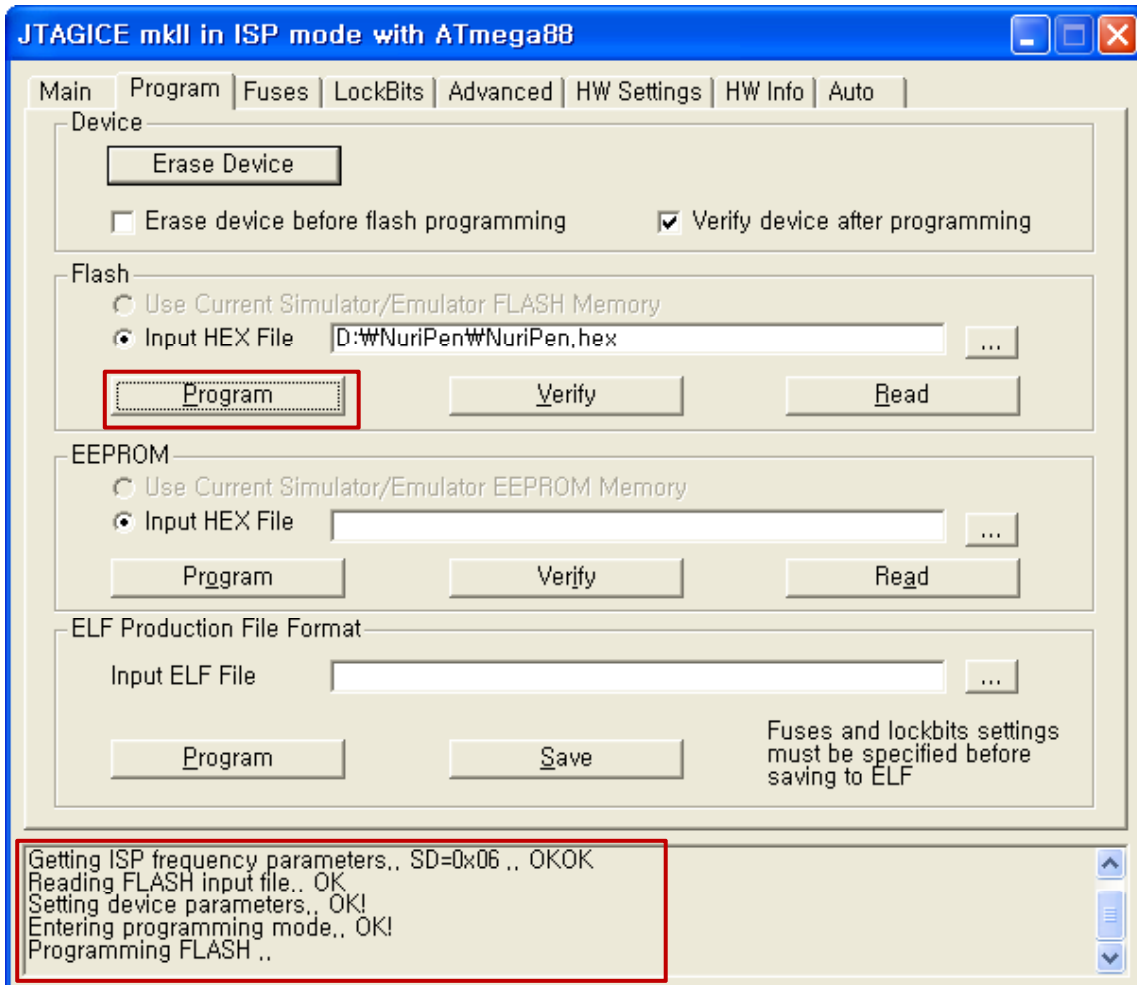 JTAGICE mkII in ISP mode with ATmega88
Main Program Fuses LockBits Advanced HW Settings HW Info Auto
Device
Erase Device
Erase device before flash programming Verify device after programming
Flash
Use Current Simulator/Emulator FLASH Memory
Input HEX File D:₩NuriPen₩NuriPen.hex ...
Program Verify Read
EEPROM
Use Current Simulator/Emulator EEPROM Memory
Input HEX File ...
Program Verify Read
ELF Production File Format
Input ELF File ...
Program Save Fuses and lockbits settings
must be specified before
saving to ELF
Getting ISP frequency parameters.. SD=0x06 .. OKOK
Reading FLASH input file.. OK
Setting device parameters.. OK!
Entering programming mode.. OK!
Programming FLASH ..